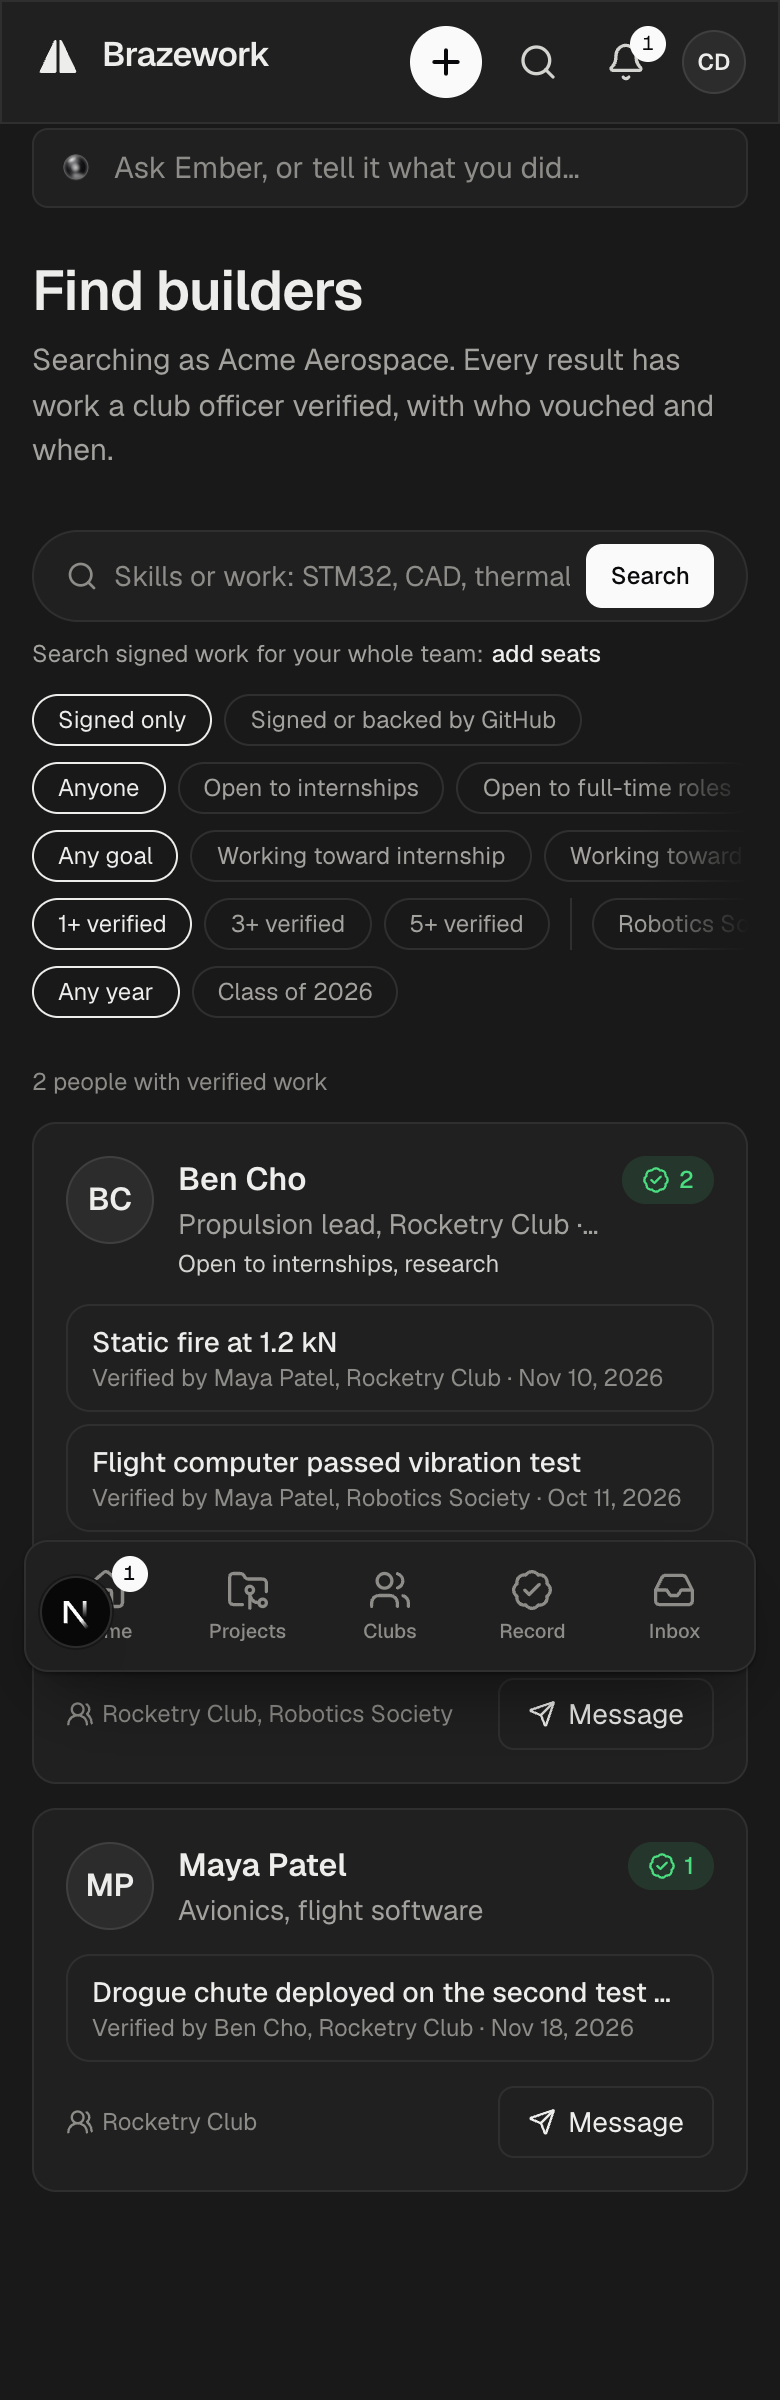 Brazework
1
CD
Ask Ember, or tell it what you did...
Find builders
Searching as Acme Aerospace. Every result has
work a club officer verified, with who vouched and
when.
Skills or work: STM32, CAD, thermal
Search
Search signed work for your whole team: add seats
Signed only
Signed or backed by GitHub
Anyone
Open to internships
Open to full-time roles
Any goal
Working toward internship
Working toward
1+ verified
3+ verified
5+ verified
Robotics So
Any year
Class of 2026
2 people with verified work
BC
Ben Cho
2
Propulsion lead, Rocketry Club ·...
Open to internships, research
Static fire at 1.2 kN
Verified by Maya Patel, Rocketry Club · Nov 10, 2026
Flight computer passed vibration test
Verified by Maya Patel, Robotics Society · Oct 11, 2026
1
N
me
Projects
Clubs
Record
Inbox
Rocketry Club, Robotics Society
Message
MP
Maya Patel
1
Avionics, flight software
Drogue chute deployed on the second test ...
Verified by Ben Cho, Rocketry Club · Nov 18, 2026
Rocketry Club
Message